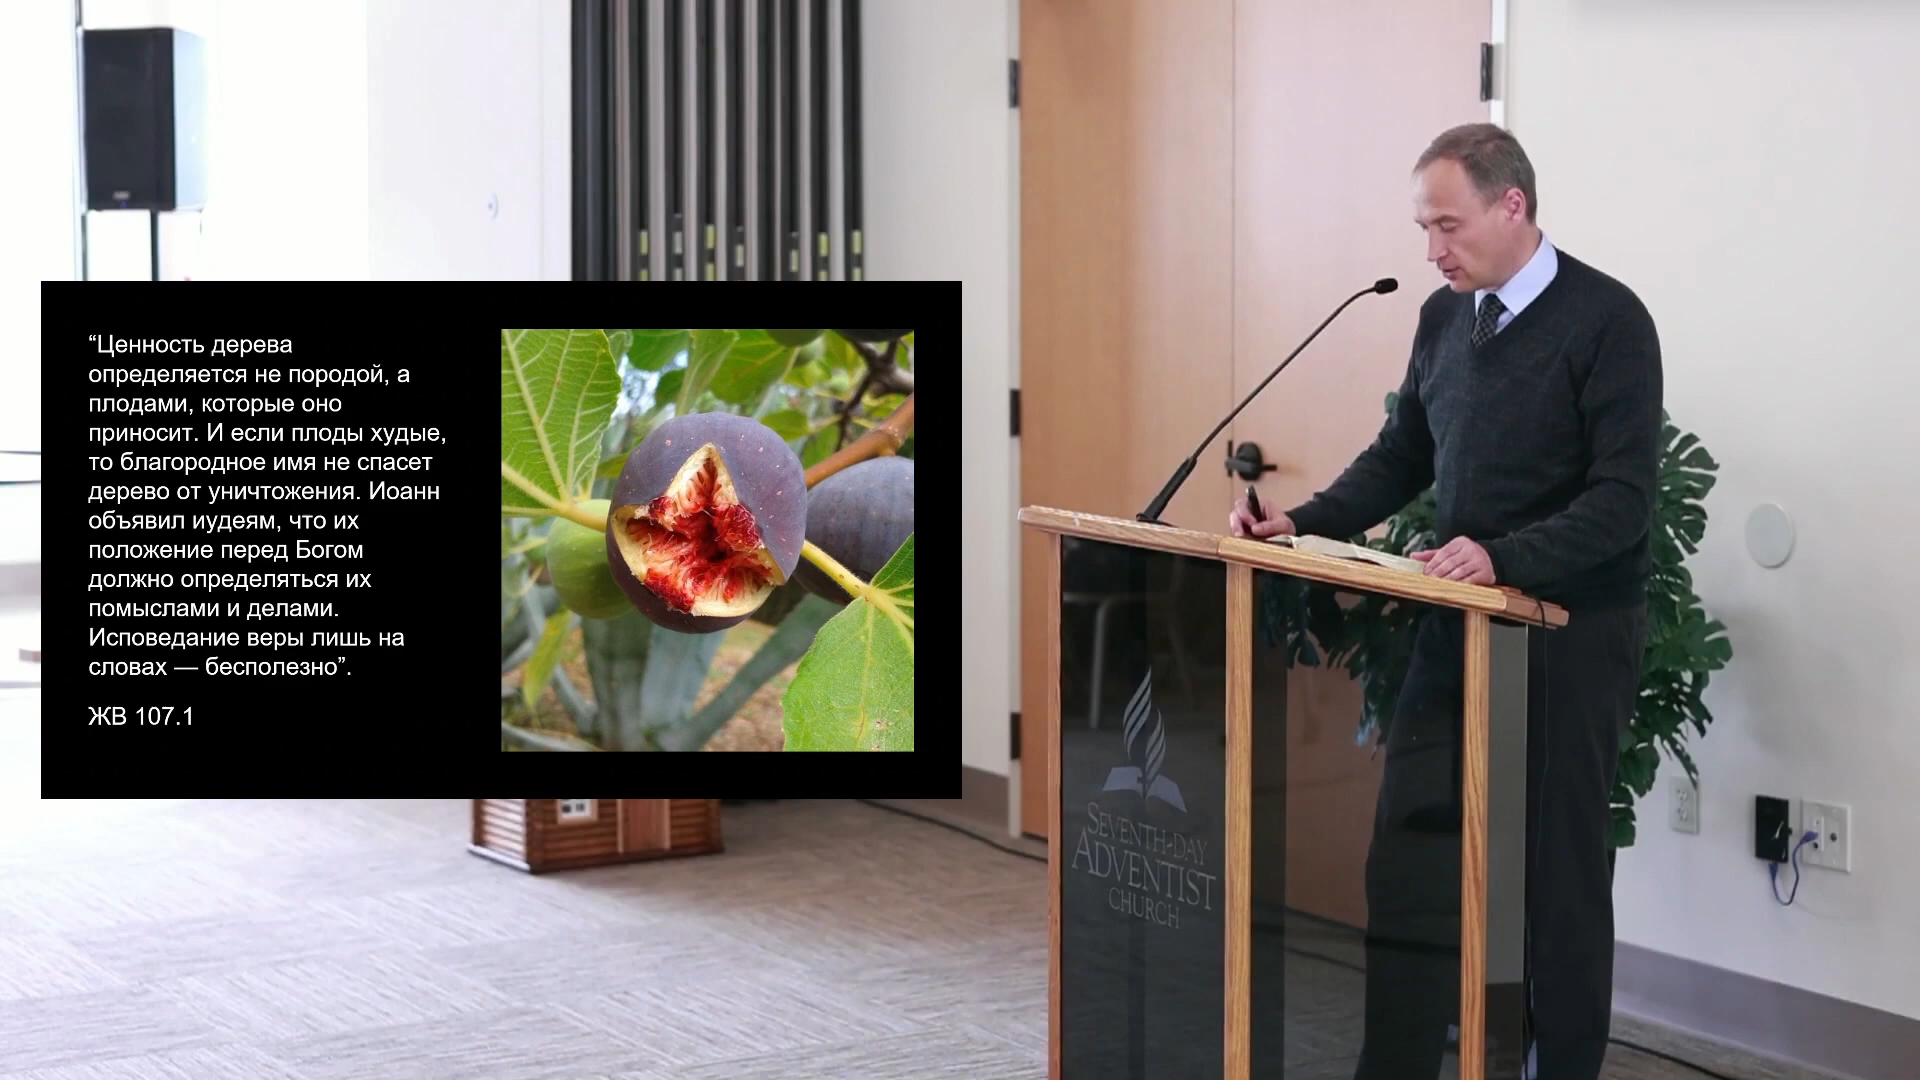 “Ценность дерева
определяется не породой, а
плодами, которые оно
приносит. И если плоды худые,
то благородное имя не спасет
дерево от уничтожения. Иоанн
объявил иудеям, что их
положение перед Богом
должно определяться их
помыслами и делами.
Исповедание веры лишь на
словах — бесполезно”.
ЖВ 107.1
SEVENTH-DAY
ADVENTIST
CHURCH